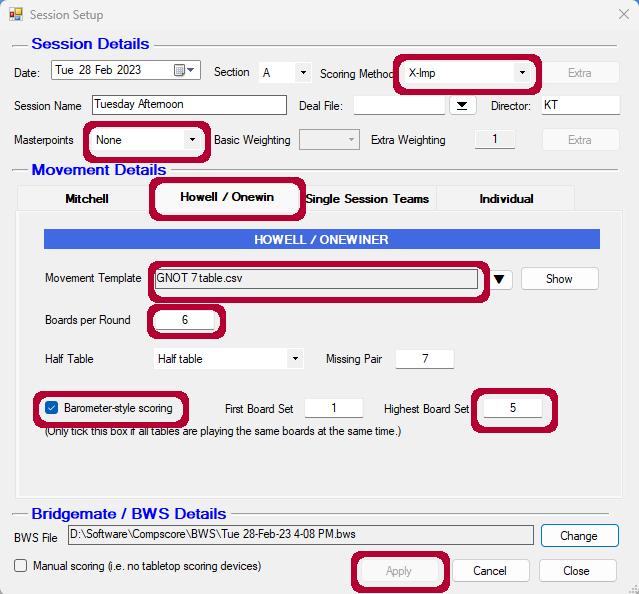 Session Setup
Session Details
Date: Tue 28 Feb 2023 Section A Scoring Method X-Imp Extra
Session Name Tuesday Afternoon Deal File: Director: KT
Masterpoints None Basic Weighting Extra Weighting 1 Extra
Movement Details
Mitchell Howell / Onewin Single Session Teams Individual
HOWELL / ONEWINER
Movement Template GNOT 7table.csv Show
Boards per Round 6
Half Table Half table Missing Pair 7
Barometer-style scoring First Board Set 1 Highest Board Set 5
(Only tick this box if all tables are playing the same boards at the same time.)
Bridgemate / BWS Details
BWS File D:\Software\Compscore\BWS\Tue 28-Feb-23 4-08 PM.bws Change
Manual scoring (i.e. no tabletop scoring devices) Apply Cancel Close